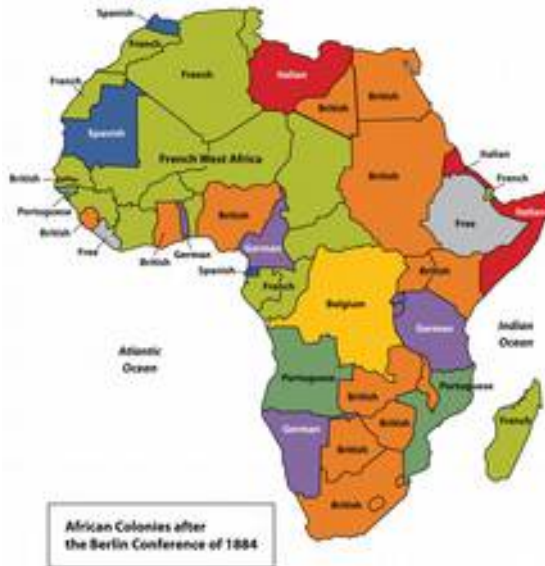 Spanish
French
French
French
Italian
British
British
Spanish
French West Africa
British
Italian
French
Italian
British
Portuguese
British
Free
British
German
British
German
Spanish
French
Free
British
Belgium
German
Indian
Ocean
Atlantic
Ocean
Portuguese
Portuguese
British
British
German
British
French
British
African Colonies after
the Berlin Conference of 1884